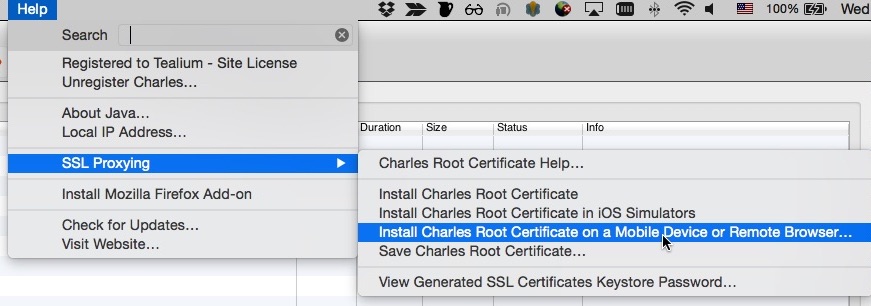 Help
100%
Wed
Search
Registered to Tealium - Site License
Unregister Charles...
About Java...
Local IP Address...
Duration
Size
Status
Info
SSL Proxying
Charles Root Certificate Help...
Install Charles Root Certificate
Install Charles Root Certificate in iOS Simulators
Install Charles Root Certificate on a Mobile Device or Remote Browser...
Save Charles Root Certificate...
View Generated SSL Certificates Keystore Password...
Install Mozilla Firefox Add-on
Check for Updates...
Visit Website...